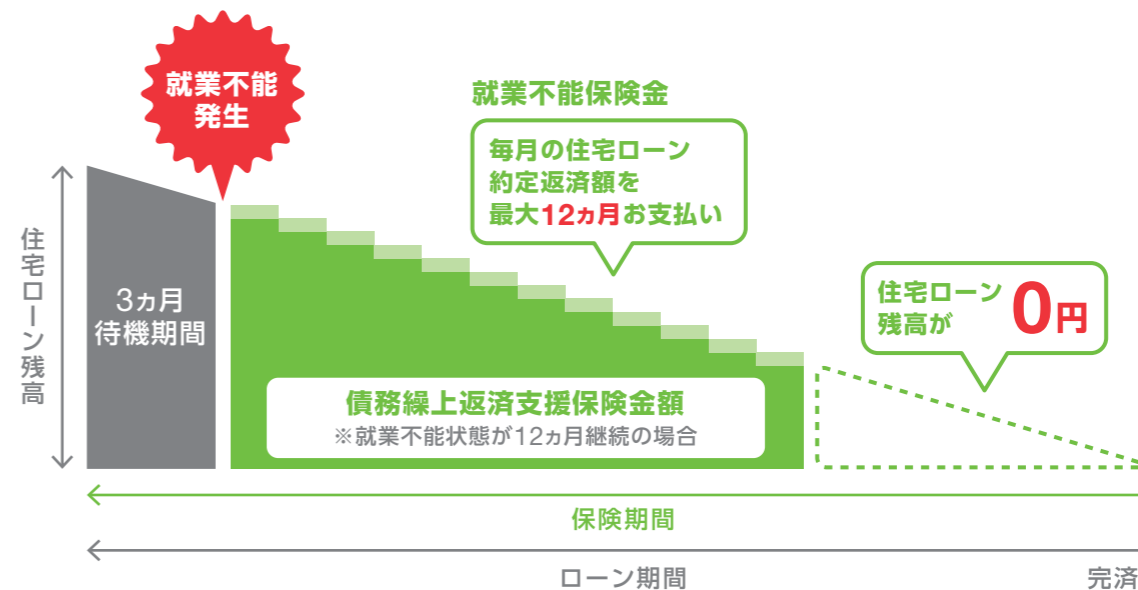 就業不能
発生
就業不能保険金
毎月の住宅ローン
約定返済額を
最大12ヵ月お支払い
住宅ローン残高
3ヵ月
待機期間
住宅ローン
残高が
0円
債務繰上返済支援保険金額
※就業不能状態が12ヵ月継続の場合
保険期間
ローン期間
完済